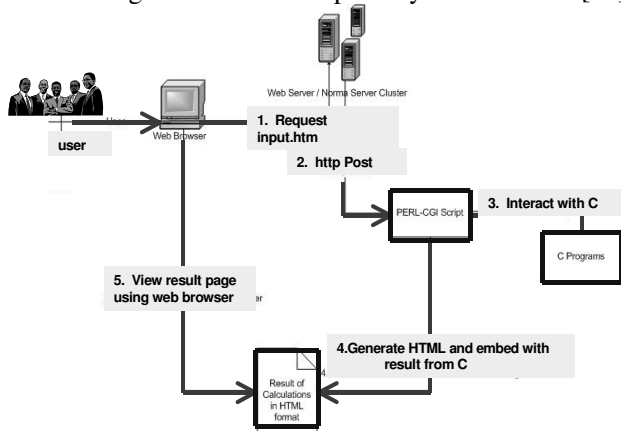 Web Server / Norma Server Cluster
1. Request
input.htm
Web Browser
user
2. http Post
3. Interact with C
PERL-CGI Script
C Programs
5. View result page
using web browser
er
4.Generate HTML and embed with
result from C
4
Result of
Calculations
in HTML
format